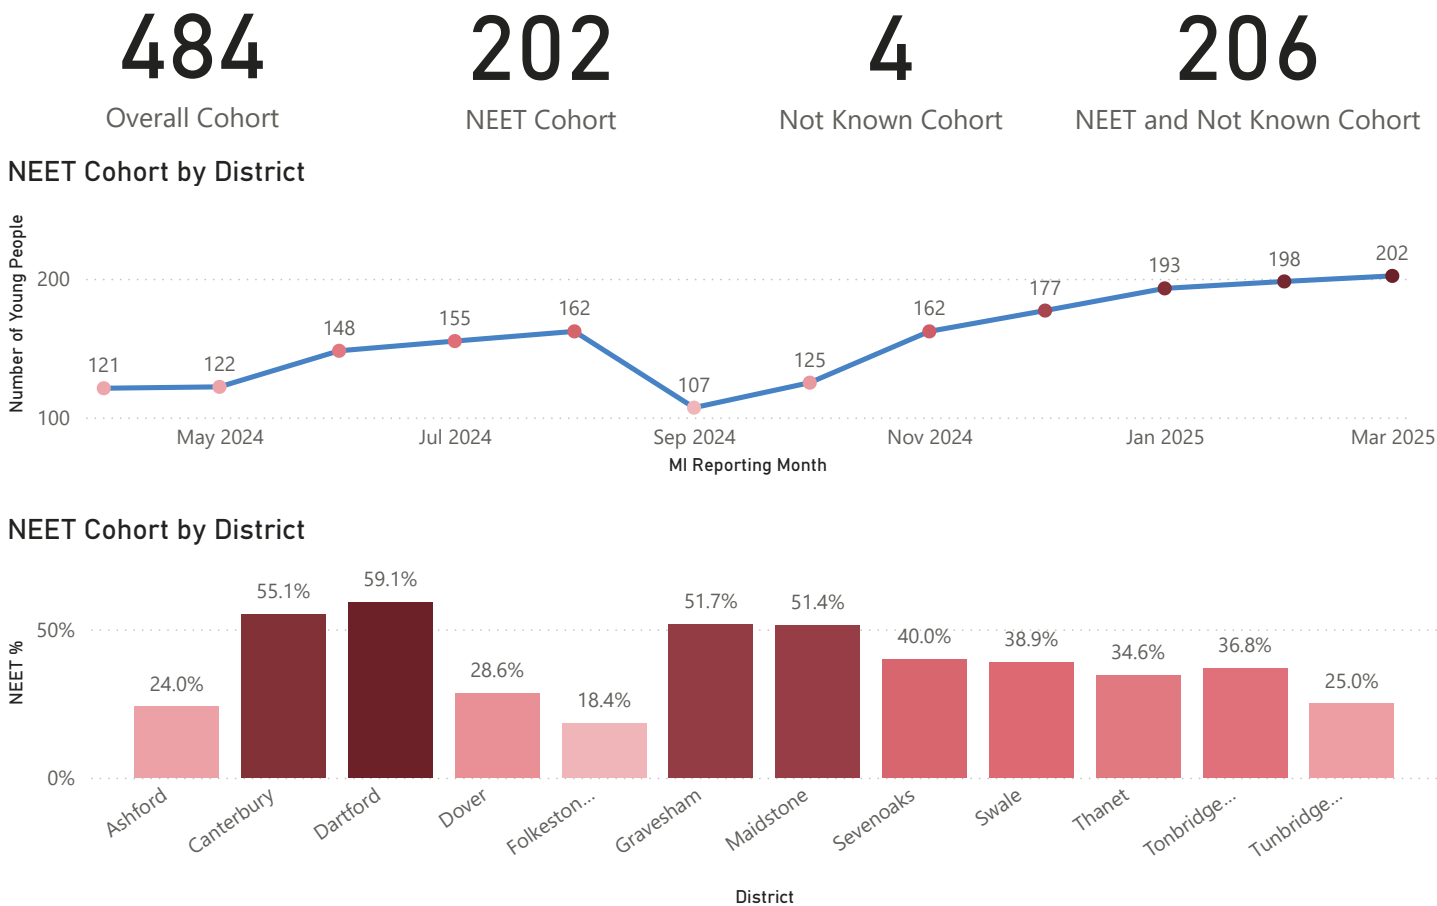 484 202 4 206
Overall Cohort NEET Cohort Not Known Cohort NEET and Not Known Cohort
NEET Cohort by District
Number of Young People
200
100
121 122 148 155 162 107 125 162 177 193 198 202
May 2024 Jul 2024 Sep 2024 Nov 2024 Jan 2025 Mar 2025
MI Reporting Month
NEET Cohort by District
NEET %
50%
0%
24.0% 55.1% 59.1% 28.6% 18.4% 51.7% 51.4% 40.0% 38.9% 34.6% 36.8% 25.0%
Ashford Canterbury Dartford Dover Folkeston... Gravesham Maidstone Sevenoaks Swale Thanet Tonbridge... Tunbridge...
District